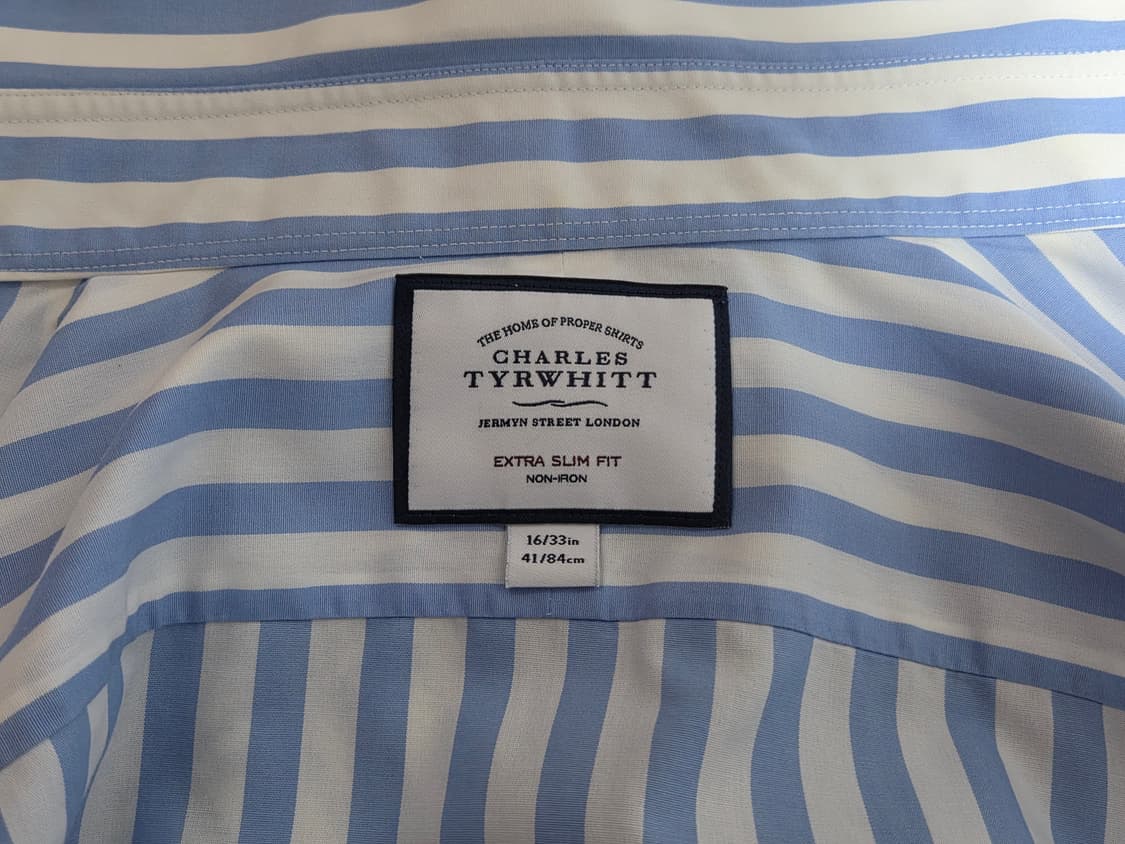 THE HOME OF PROPER SHIRTS
CHARLES
TYRWHITT
JERMYN STREET LONDON
EXTRA SLIM FIT
NON-IRON
16/33in
41/84cm